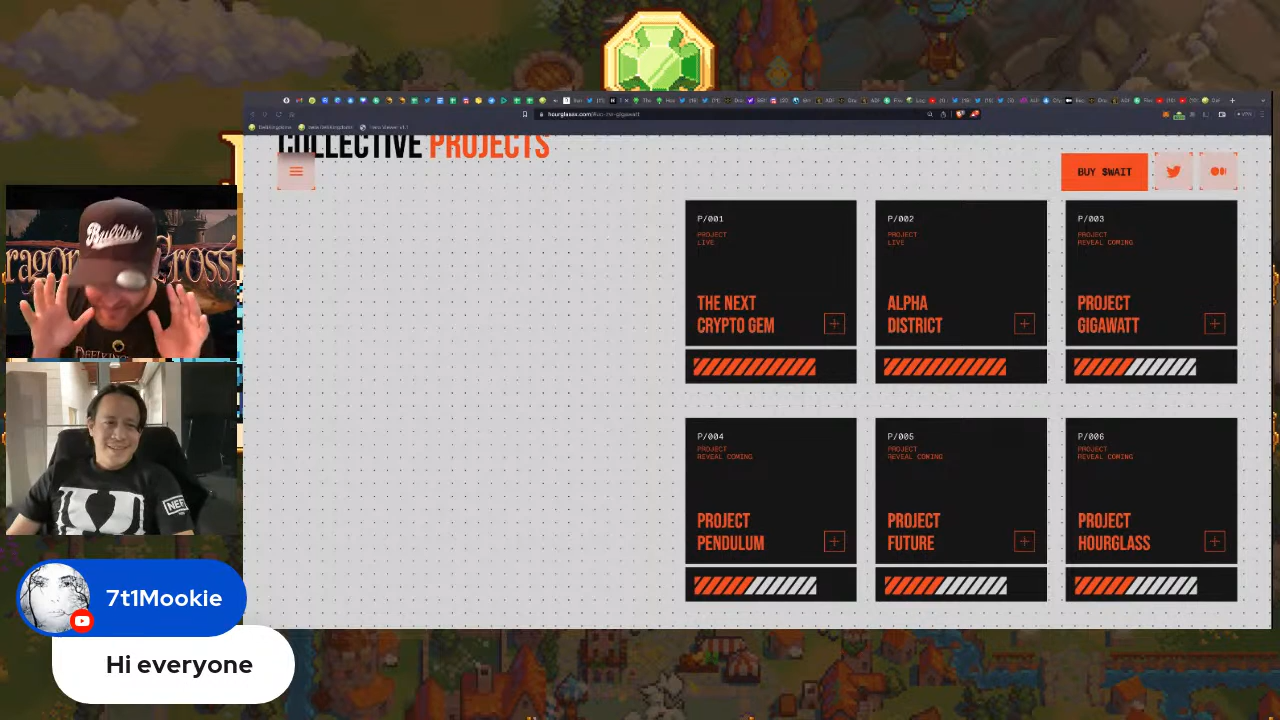 COLLECTIVE PROJECTS
BUY $WAIT
P/001
PROJECT
LIVE
THE NEXT
CRYPTO GEM
P/002
PROJECT
LIVE
ALPHA
DISTRICT
P/003
PROJECT
REVEAL COMING
PROJECT
GIGAWATT
P/004
PROJECT
REVEAL COMING
PROJECT
PENDULUM
P/005
PROJECT
REVEAL COMING
PROJECT
FUTURE
P/006
PROJECT
REVEAL COMING
PROJECT
HOURGLASS
Bullish
7t1Mookie
Hi everyone